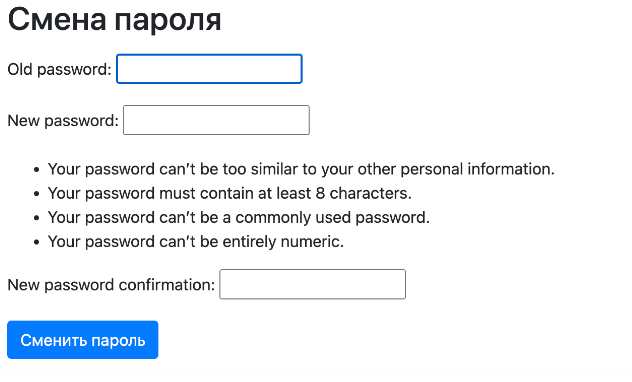 Смена пароля
Old password:
New password:
• Your password can’t be too similar to your other personal information.
• Your password must contain at least 8 characters.
• Your password can’t be a commonly used password.
• Your password can’t be entirely numeric.
New password confirmation:
Сменить пароль